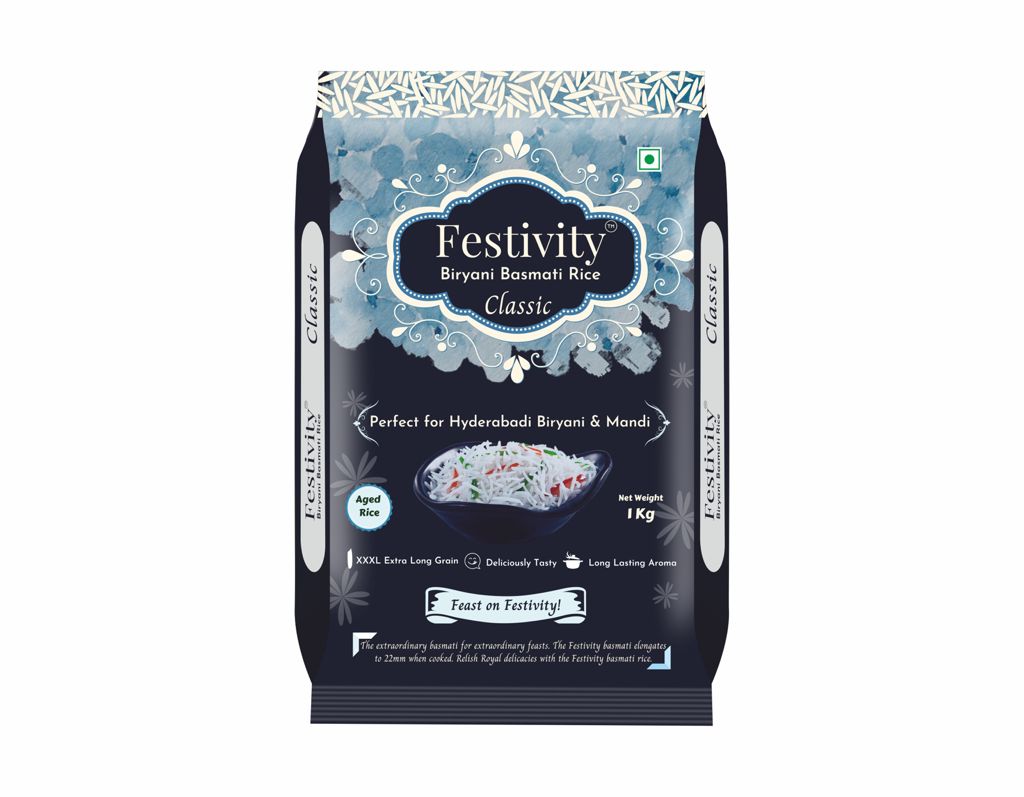 Festivity™
Biryani Basmati Rice
Classic
Perfect for Hyderabadi Biryani & Mandi
Aged
Rice
Net Weight
1 Kg
XXXL Extra Long Grain
Deliciously Tasty
Long Lasting Aroma
Feast on Festivity!
The extraordinary basmati for extraordinary feasts. The Festivity basmati elongates
to 22mm when cooked. Relish Royal delicacies with the Festivity basmati rice.
Festivity®
Biryani Basmati Rice
Classic
Festivity®
Biryani Basmati Rice
Classic